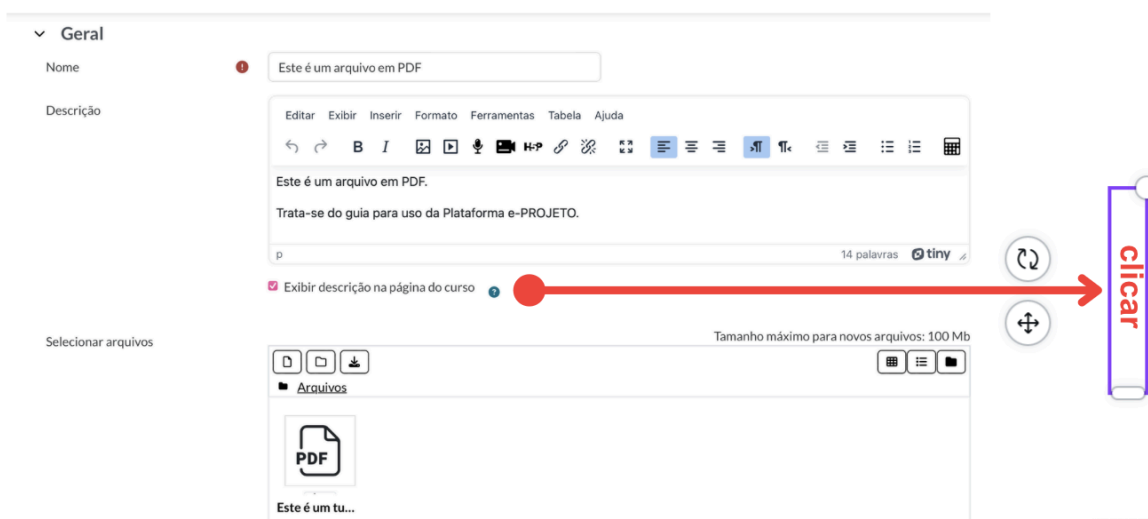 Geral
Nome
Este é um arquivo em PDF
Descrição
Editar Exibir Inserir Formato Ferramentas Tabela Ajuda
B I H-P
Este é um arquivo em PDF.
Trata-se do guia para uso da Plataforma e-PROJETO.
p 14 palavras tiny
Exibir descrição na página do curso
clicar
Selecionar arquivos
Tamanho máximo para novos arquivos: 100 Mb
Arquivos
PDF
Este é um tu...